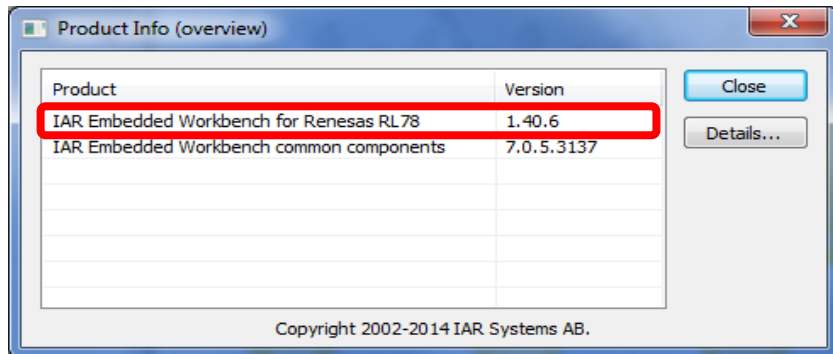 Product Info (overview)
Product Version Close
IAR Embedded Workbench for Renesas RL78 1.40.6
Details...
IAR Embedded Workbench common components 7.0.5.3137
Copyright 2002-2014 IAR Systems AB.